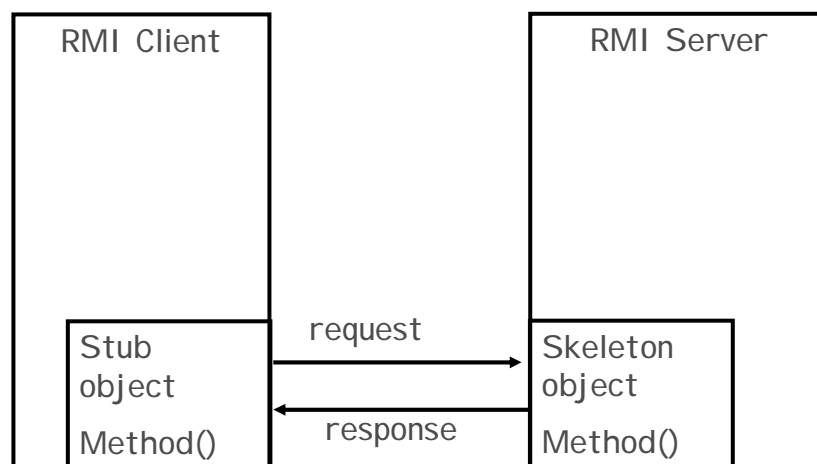 RMI Client
RMI Server
request
Stub
object
Method()
Skeleton
object
Method()
response